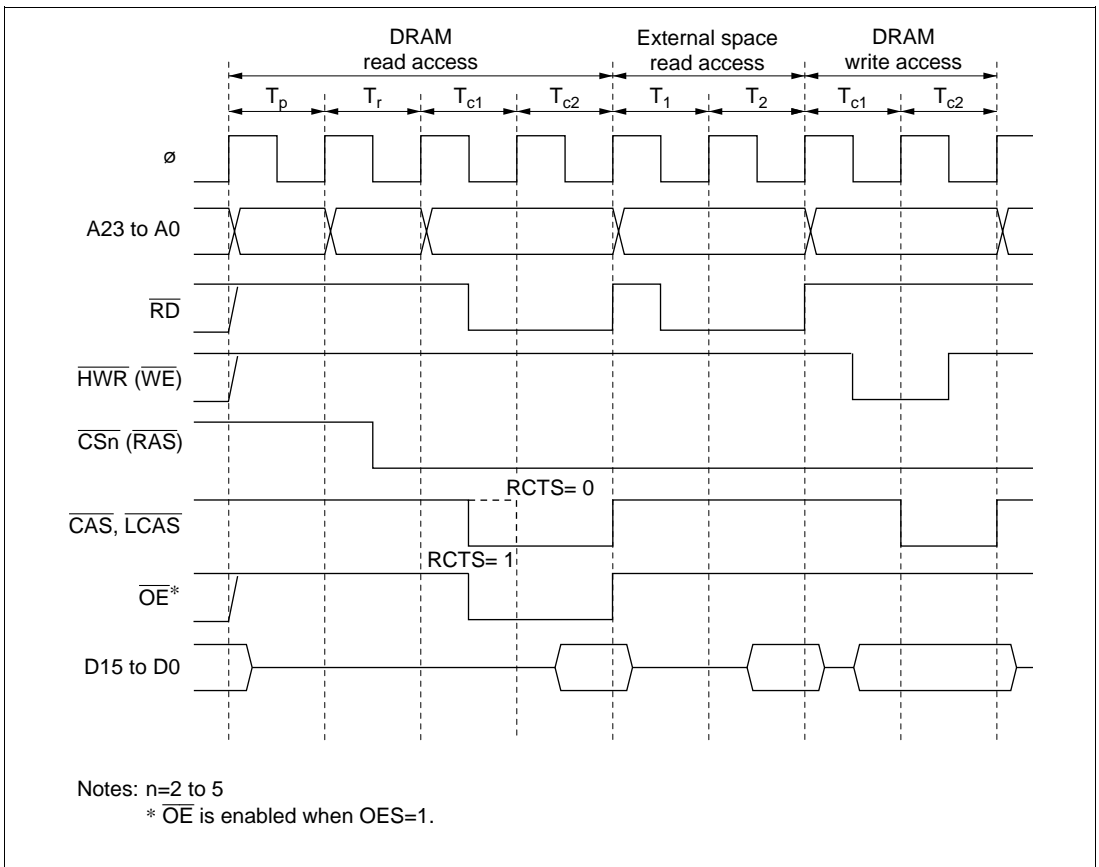 DRAM
read access
External space
read access
DRAM
write access
Tp Tr Tc1 Tc2 T1 T2 Tc1 Tc2
ø
A23 to A0
RD
HWR (WE)
CSn (RAS)
RCTS= 0
CAS, LCAS
RCTS= 1
OE*
D15 to D0
Notes: n=2 to 5
* OE is enabled when OES=1.